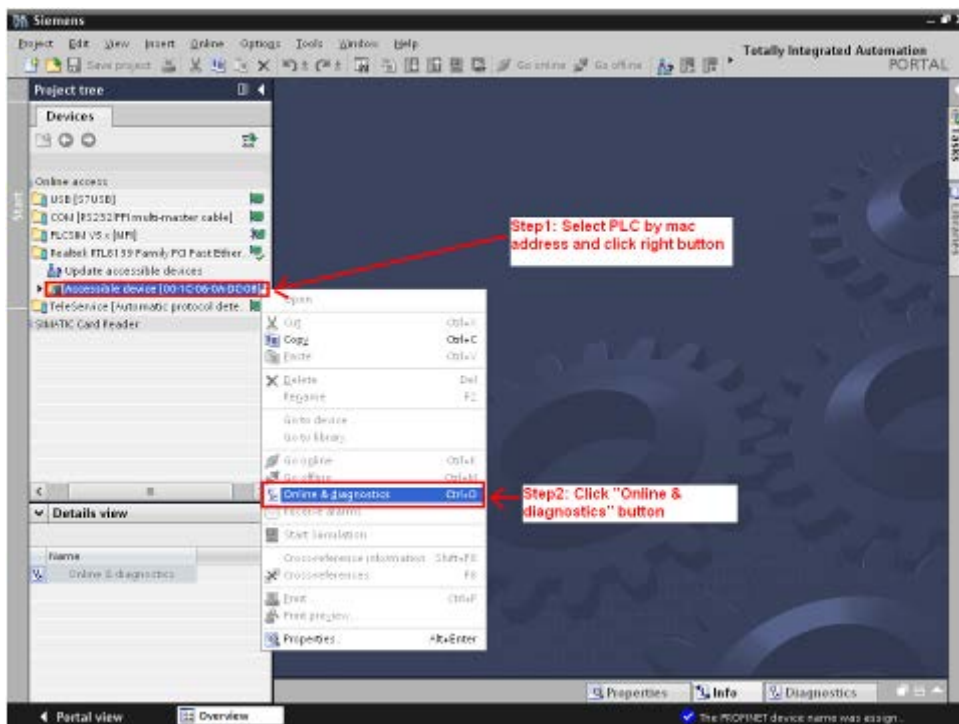 Siemens
Project Edit View Insert Online Options Tools Window Help
Totally Integrated Automation
PORTAL
Save project
Go online
Go offline
Project tree
Devices
Start
Tasks
Libraries
Online access
USB [S7USB]
COM [RS232/PPI multi-master cable]
PLCSIM V5.x [MPI]
Realtek RTL8139 Family PCI Fast Ether.
Update accessible devices
Accessible device [00-1C-06-0A-DC-DB]
TeleService [Automatic protocol dete.
SIMATIC Card Reader
Step1: Select PLC by mac
address and click right button
Open
Cut Ctrl+X
Copy Ctrl+C
Paste Ctrl+V
Delete Del
Rename F2
Go to device
Go to library
Go online Ctrl+K
Go offline Ctrl+M
Online & diagnostics Ctrl+D
Receive alarms
Start simulation
Cross-reference information Shift+F8
Cross-references F8
Print Ctrl+P
Print preview...
Properties Alt+Enter
Step2: Click "Online &
diagnostics" button
Details view
Name
Online & diagnostics
Properties
Info
Diagnostics
Portal view
Overview
The PROFINET device name was assign.